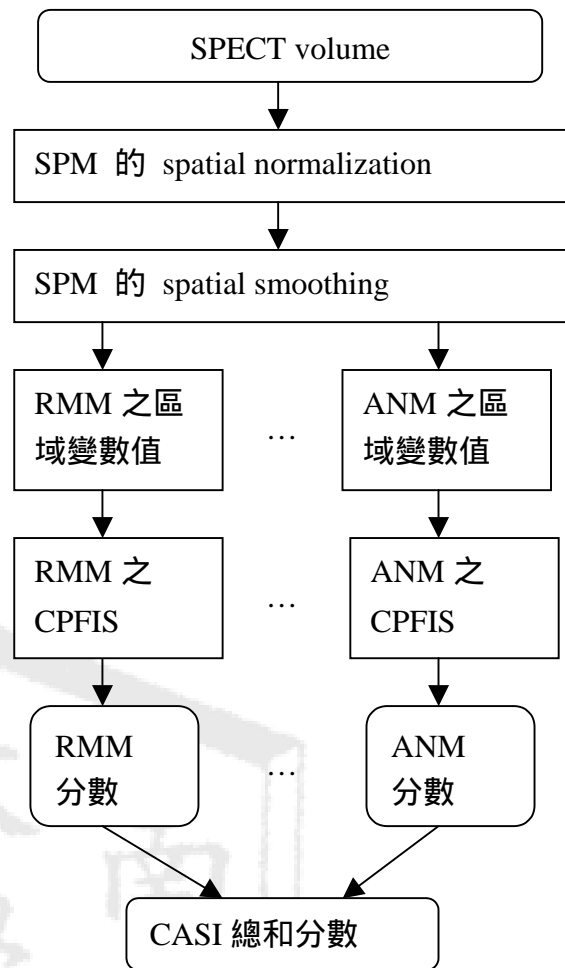 SPECT volume
SPM 的 spatial normalization
SPM 的 spatial smoothing
RMM 之區
域變數值
…
ANM 之區
域變數值
RMM 之
CPFIS
…
ANM 之
CPFIS
RMM
分數
…
ANM
分數
CASI 總和分數